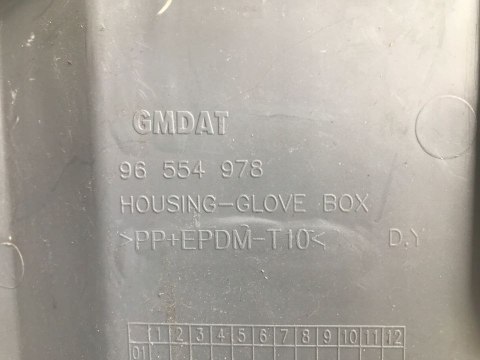 GMDAT
96 554 978
HOUSING-GLOVE BOX
>PP+EPDM-T10< D.Y
1 2 3 4 5 6 7 8 9 10 11 12
01